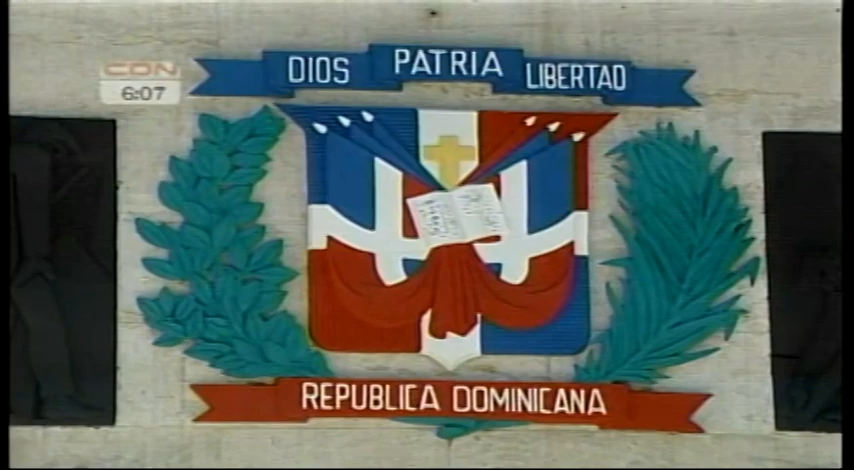 DIOS PATRIA LIBERTAD
CDN
6:07
REPUBLICA DOMINICANA